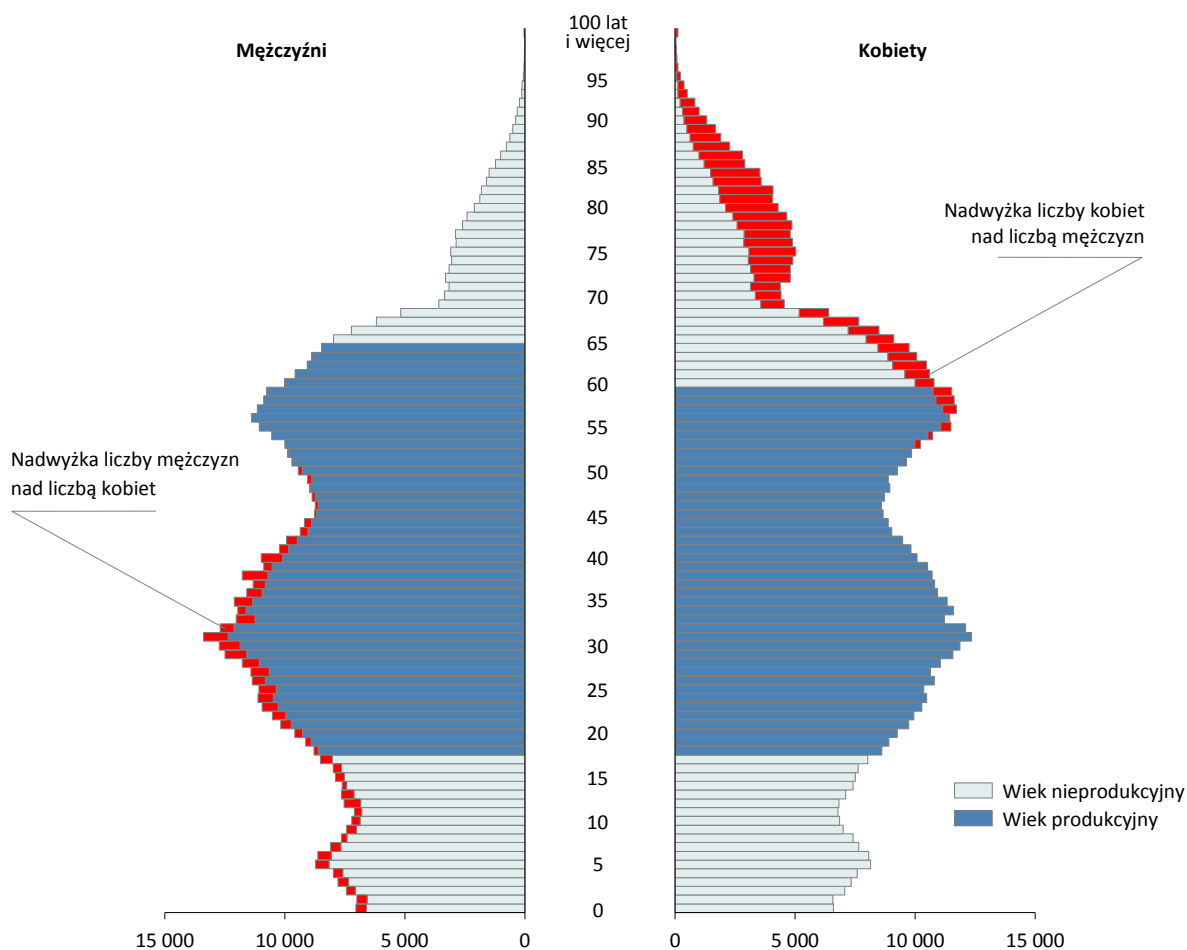 100 lat
i więcej
Mężczyźni
Kobiety
95
90
85
80
75
70
65
60
55
50
45
40
35
30
25
20
15
10
5
0
Nadwyżka liczby kobiet
nad liczbą mężczyzn
Nadwyżka liczby mężczyzn
nad liczbą kobiet
Wiek nieprodukcyjny
Wiek produkcyjny
15 000
10 000
5 000
0
0
5 000
10 000
15 000